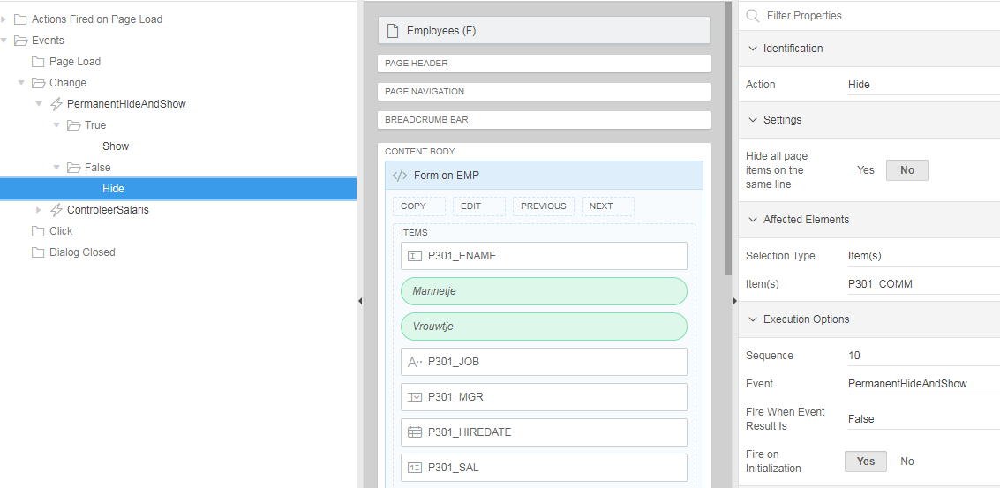 Actions Fired on Page Load
Events
Page Load
Change
PermanentHideAndShow
True
Show
False
Hide
ControleerSalaris
Click
Dialog Closed
Employees (F)
PAGE HEADER
PAGE NAVIGATION
BREADCRUMB BAR
CONTENT BODY
Form on EMP
COPY EDIT PREVIOUS NEXT
ITEMS
P301_ENAME
Mannetje
Vrouwtje
P301_JOB
P301_MGR
P301_HIREDATE
P301_SAL
Filter Properties
Identification
Action Hide
Settings
Hide all page
items on the
same line
Yes No
Affected Elements
Selection Type Item(s)
Item(s) P301_COMM
Execution Options
Sequence 10
Event PermanentHideAndShow
Fire When Event
Result Is
False
Fire on
Initialization
Yes No